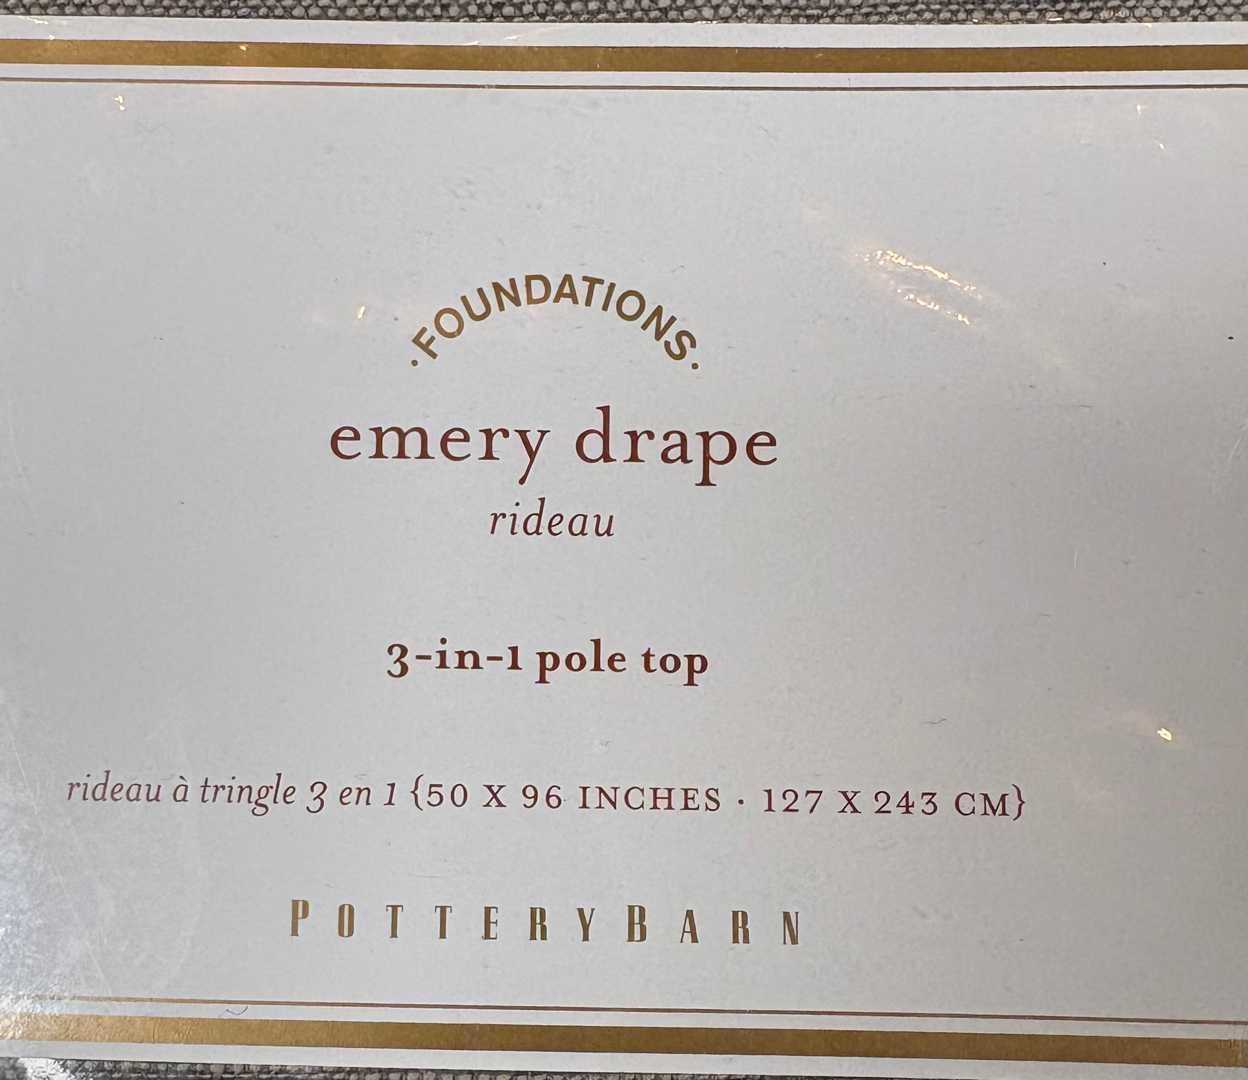 ·FOUNDATIONS·
emery drape
rideau
3-in-1 pole top
rideau à tringle 3 en 1 {50 X 96 INCHES · 127 X 243 CM}
POTTERYBARN